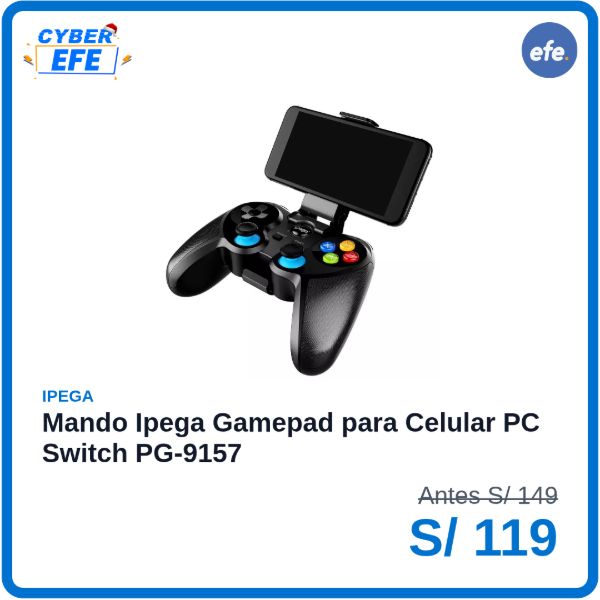 CYBER
EFE
efe.
IPEGA
Mando Ipega Gamepad para Celular PC
Switch PG-9157
Antes S/ 149
S/ 119